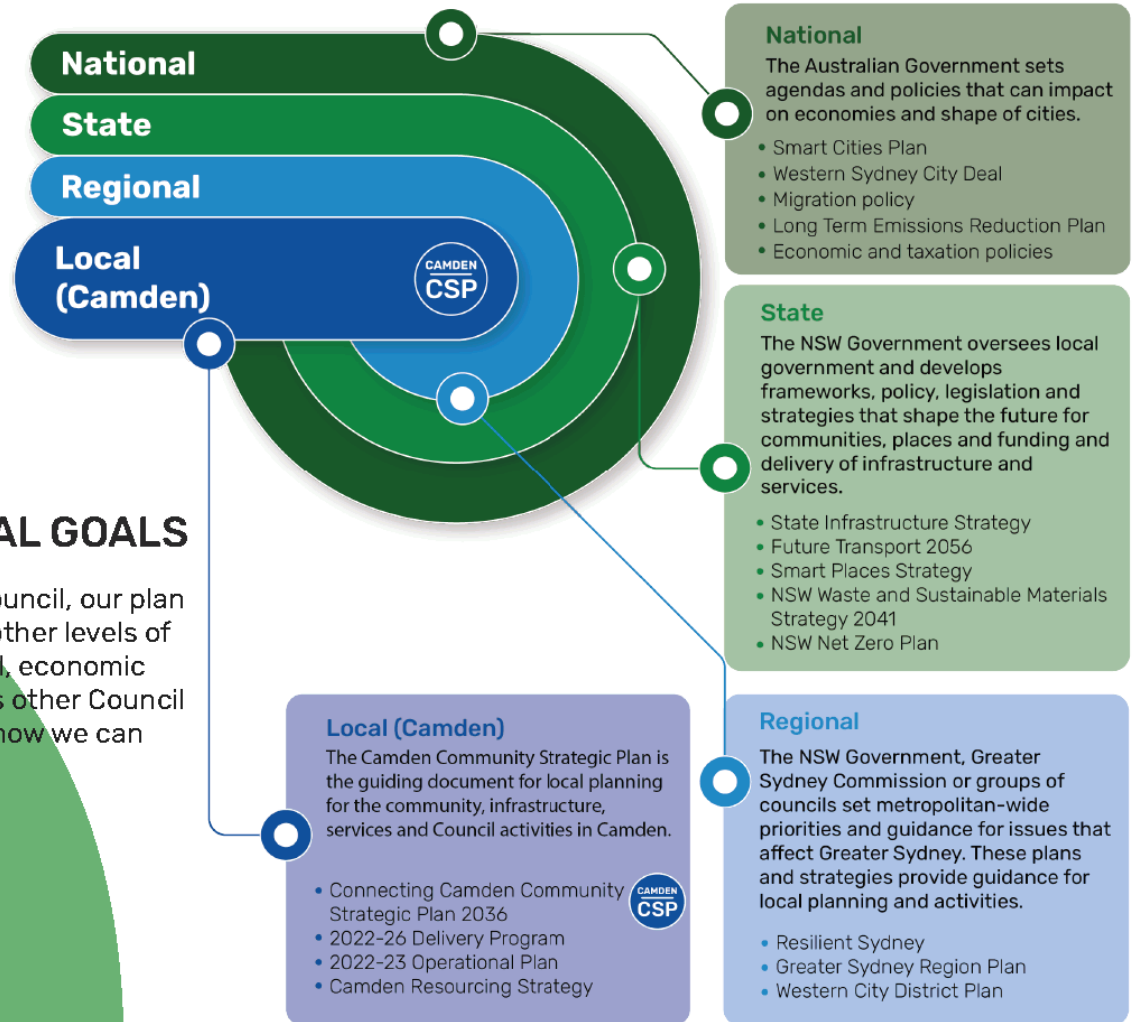 National
State
Regional
Local
(Camden)
CAMDEN
CSP
National
The Australian Government sets
agendas and policies that can impact
on economies and shape of cities.
• Smart Cities Plan
• Western Sydney City Deal
• Migration policy
• Long Term Emissions Reduction Plan
• Economic and taxation policies
State
The NSW Government oversees local
government and develops
frameworks, policy, legislation and
strategies that shape the future for
communities, places and funding and
delivery of infrastructure and
services.
• State Infrastructure Strategy
• Future Transport 2056
• Smart Places Strategy
• NSW Waste and Sustainable Materials
Strategy 2041
• NSW Net Zero Plan
AL GOALS
ouncil, our plan
other levels of
l, economic
s other Council
how we can
Local (Camden)
The Camden Community Strategic Plan is
the guiding document for local planning
for the community, infrastructure,
services and Council activities in Camden.
• Connecting Camden Community
Strategic Plan 2036
• 2022-26 Delivery Program
• 2022-23 Operational Plan
• Camden Resourcing Strategy
CAMDEN
CSP
Regional
The NSW Government, Greater
Sydney Commission or groups of
councils set metropolitan-wide
priorities and guidance for issues that
affect Greater Sydney. These plans
and strategies provide guidance for
local planning and activities.
• Resilient Sydney
• Greater Sydney Region Plan
• Western City District Plan